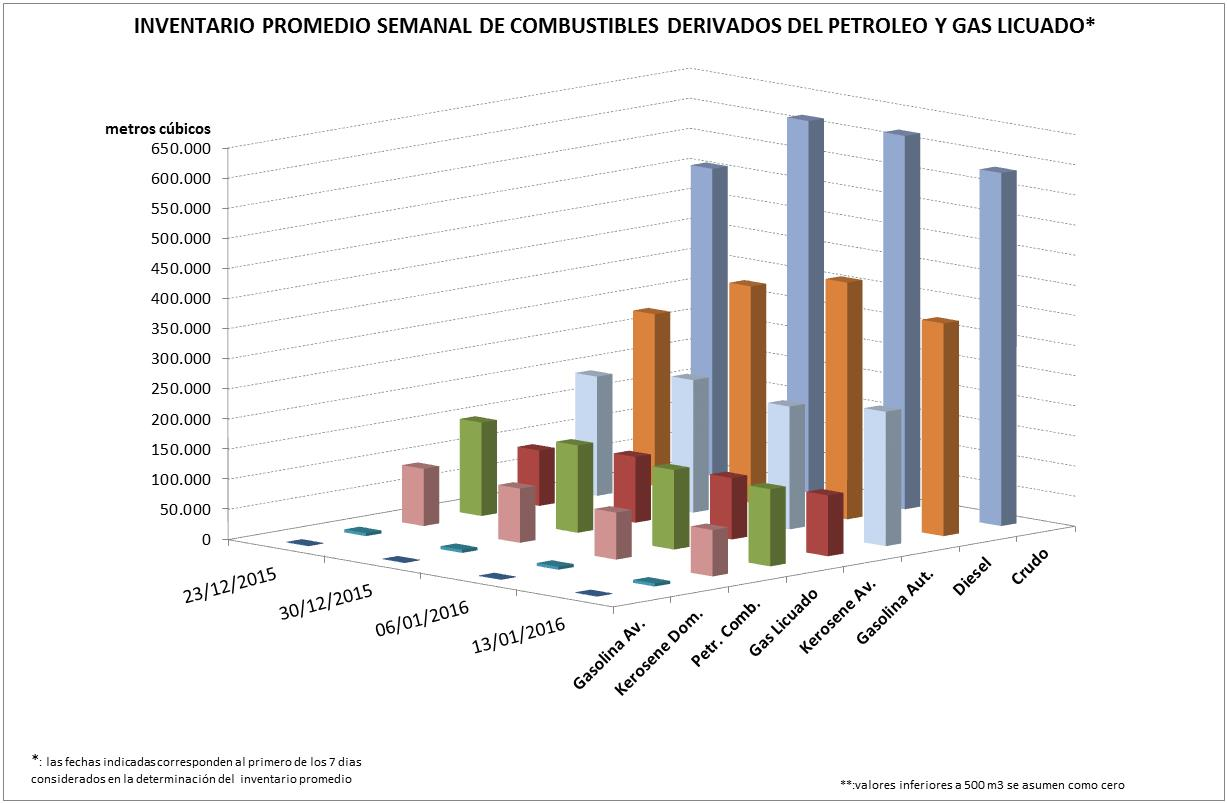 INVENTARIO PROMEDIO SEMANAL DE COMBUSTIBLES DERIVADOS DEL PETROLEO Y GAS LICUADO*
metros cúbicos
650.000
600.000
550.000
500.000
450.000
400.000
350.000
300.000
250.000
200.000
150.000
100.000
50.000
0
23/12/2015
30/12/2015
06/01/2016
13/01/2016
Gasolina Av.
Kerosene Dom.
Petr. Comb.
Gas Licuado
Kerosene Av.
Gasolina Aut.
Diesel
Crudo
*: las fechas indicadas corresponden al primero de los 7 dias
considerados en la determinación del inventario promedio
**:valores inferiores a 500 m3 se asumen como cero